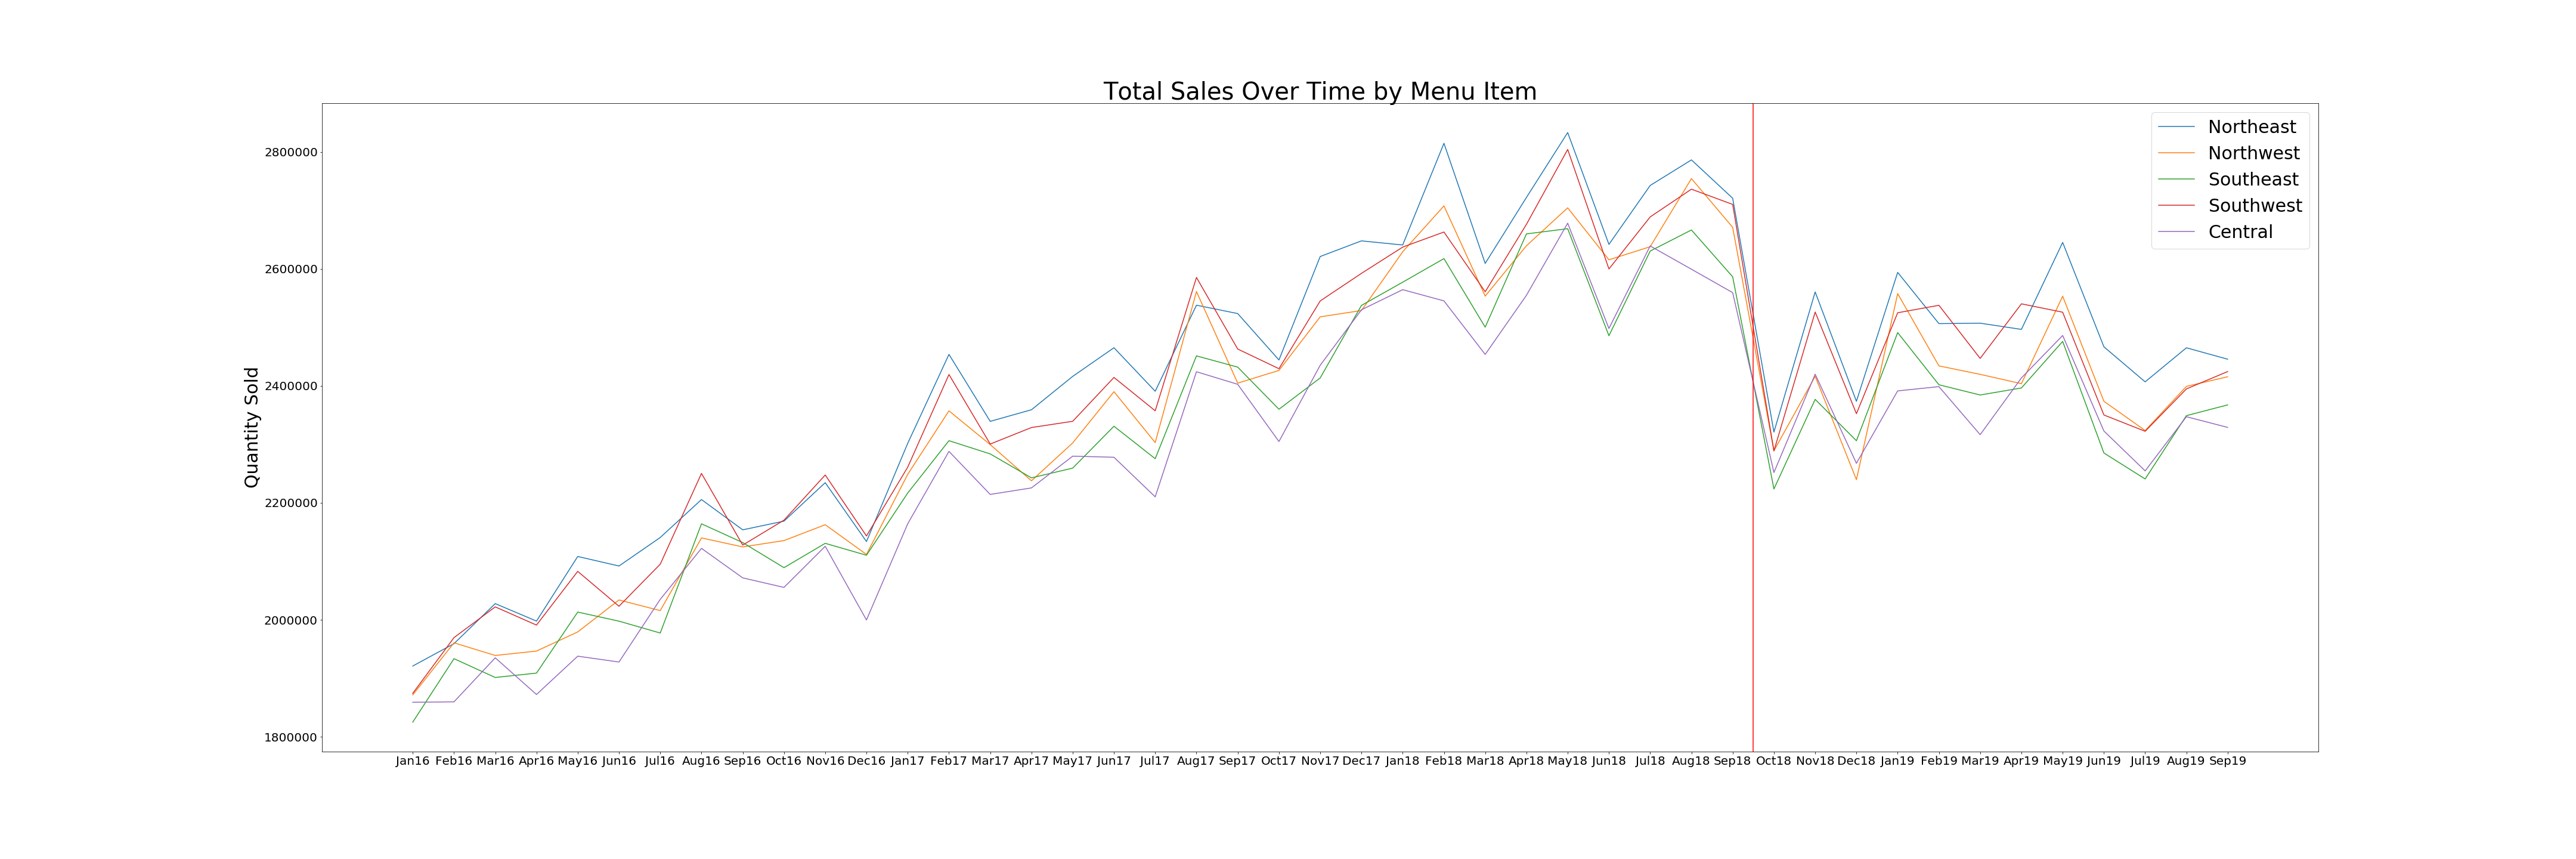 Total Sales Over Time by Menu Item
Northeast
Northwest
Southeast
Southwest
Central
Quantity Sold
2800000
2600000
2400000
2200000
2000000
1800000
Jan16 Feb16 Mar16 Apr16 May16 Jun16 Jul16 Aug16 Sep16 Oct16 Nov16 Dec16 Jan17 Feb17 Mar17 Apr17 May17 Jun17 Jul17 Aug17 Sep17 Oct17 Nov17 Dec17 Jan18 Feb18 Mar18 Apr18 May18 Jun18 Jul18 Aug18 Sep18 Oct18 Nov18 Dec18 Jan19 Feb19 Mar19 Apr19 May19 Jun19 Jul19 Aug19 Sep19